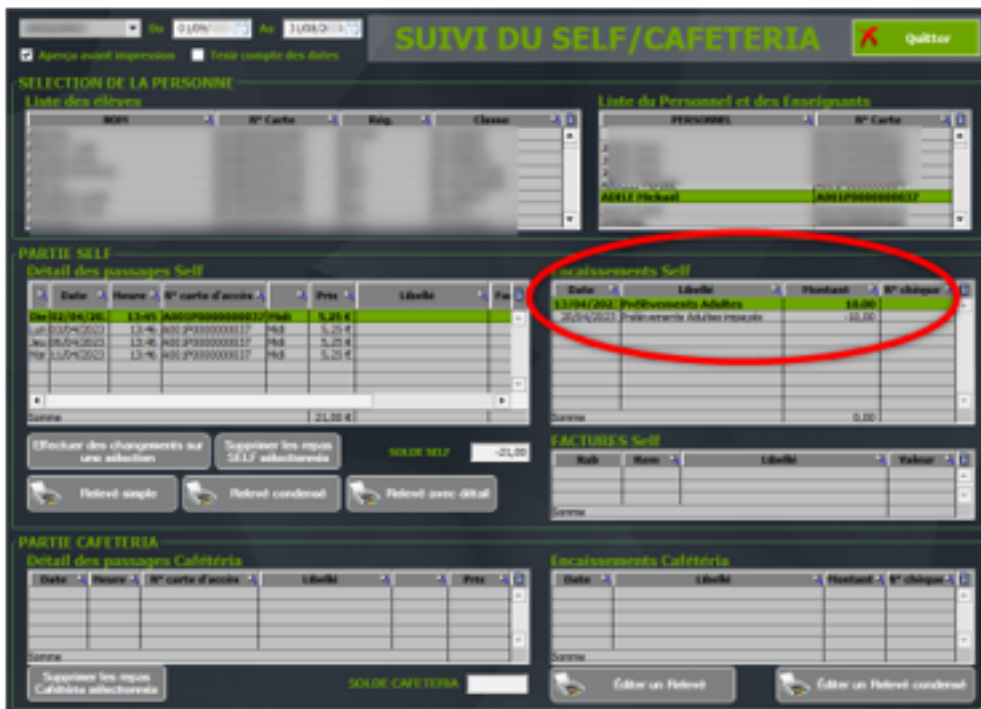 Du 01/09/ Au 31/08/2
SUIVI DU SELF/CAFETERIA
Quitter
Aperçu avant impression Tenir compte des dates
SELECTION DE LA PERSONNE
Liste des élèves
NOM N° Carte Rég. Classe
Liste du Personnel et des Enseignants
PERSONNEL N° Carte
ADELE Mickael A001P0000000037
PARTIE SELF
Détail des passages Self
Date Heure N° carte d'accès Prix Libellé
02/04/20 13:45 A001P0000000037 Midi 5,25 €
Lun 03/04/2023 13:46 A001P0000000037 Midi 5,25 €
Jeu 13:46 A001P0000000037 Midi 5,25 €
Mar 11/04/2023 13:46 A001P0000000037 Midi 5,25 €
Somme 21,00 €
Encaissements Self
Date Libellé Montant N° chèque
13/04/202 Prélèvements Adultes 10,00
20/04/2023 Prélèvements Adultes impayés -10,00
Somme 0,00
Effectuer des changements sur une sélection
Supprimer les repas SELF sélectionnés
SOLDE SELF -21,00
Relevé simple
Relevé condensé
Relevé avec détail
FACTURES Self
Rub Rem Libellé Valeur
Somme
PARTIE CAFETERIA
Détail des passages Cafétéria
Date Heure N° carte d'accès Libellé Prix
Somme
Encaissements Cafétéria
Date Libellé Montant N° chèque
Somme
Supprimer les repas Cafétéria sélectionnés
SOLDE CAFETERIA
Éditer un Relevé
Éditer un Relevé condensé